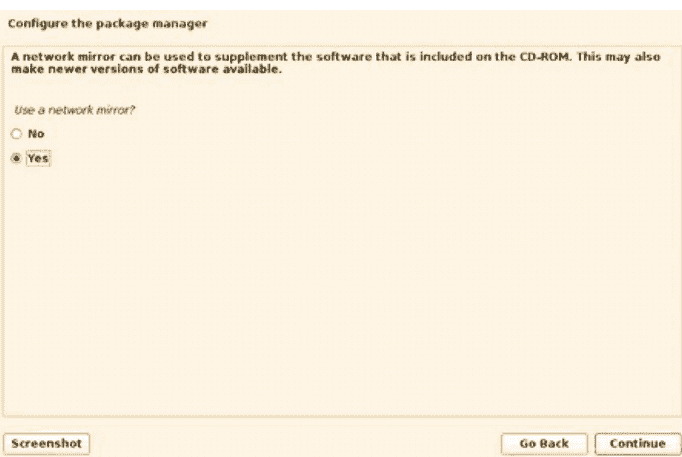 Configure the package manager
A network mirror can be used to supplement the software that is included on the CD-ROM. This may also
make newer versions of software available.
Use a network mirror?
No
Yes
Screenshot
Go Back
Continue